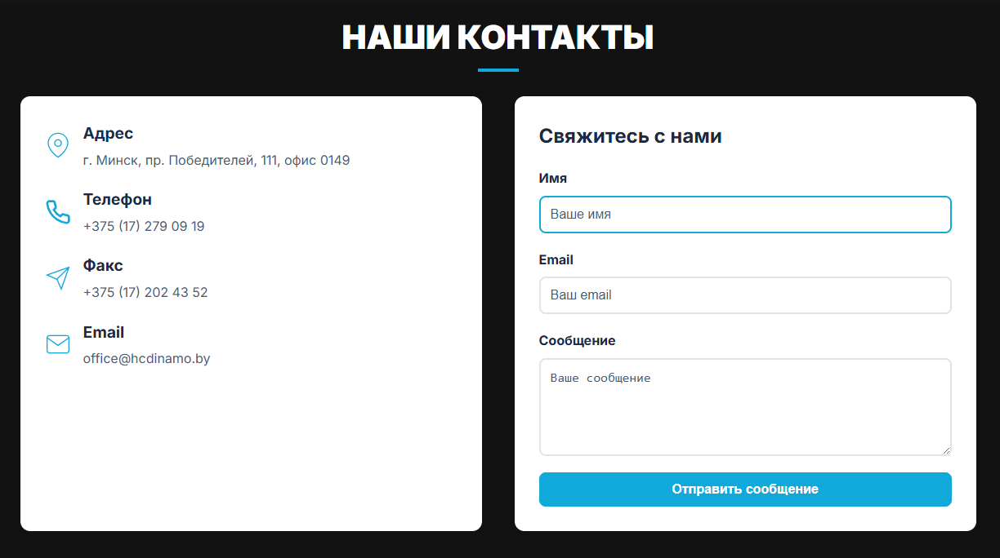 НАШИ КОНТАКТЫ
Адрес
г. Минск, пр. Победителей, 111, офис 0149
Телефон
+375 (17) 279 09 19
Факс
+375 (17) 202 43 52
Email
office@hcdinamo.by
Свяжитесь с нами
Имя
Ваше имя
Email
Ваш email
Сообщение
Ваше сообщение
Отправить сообщение